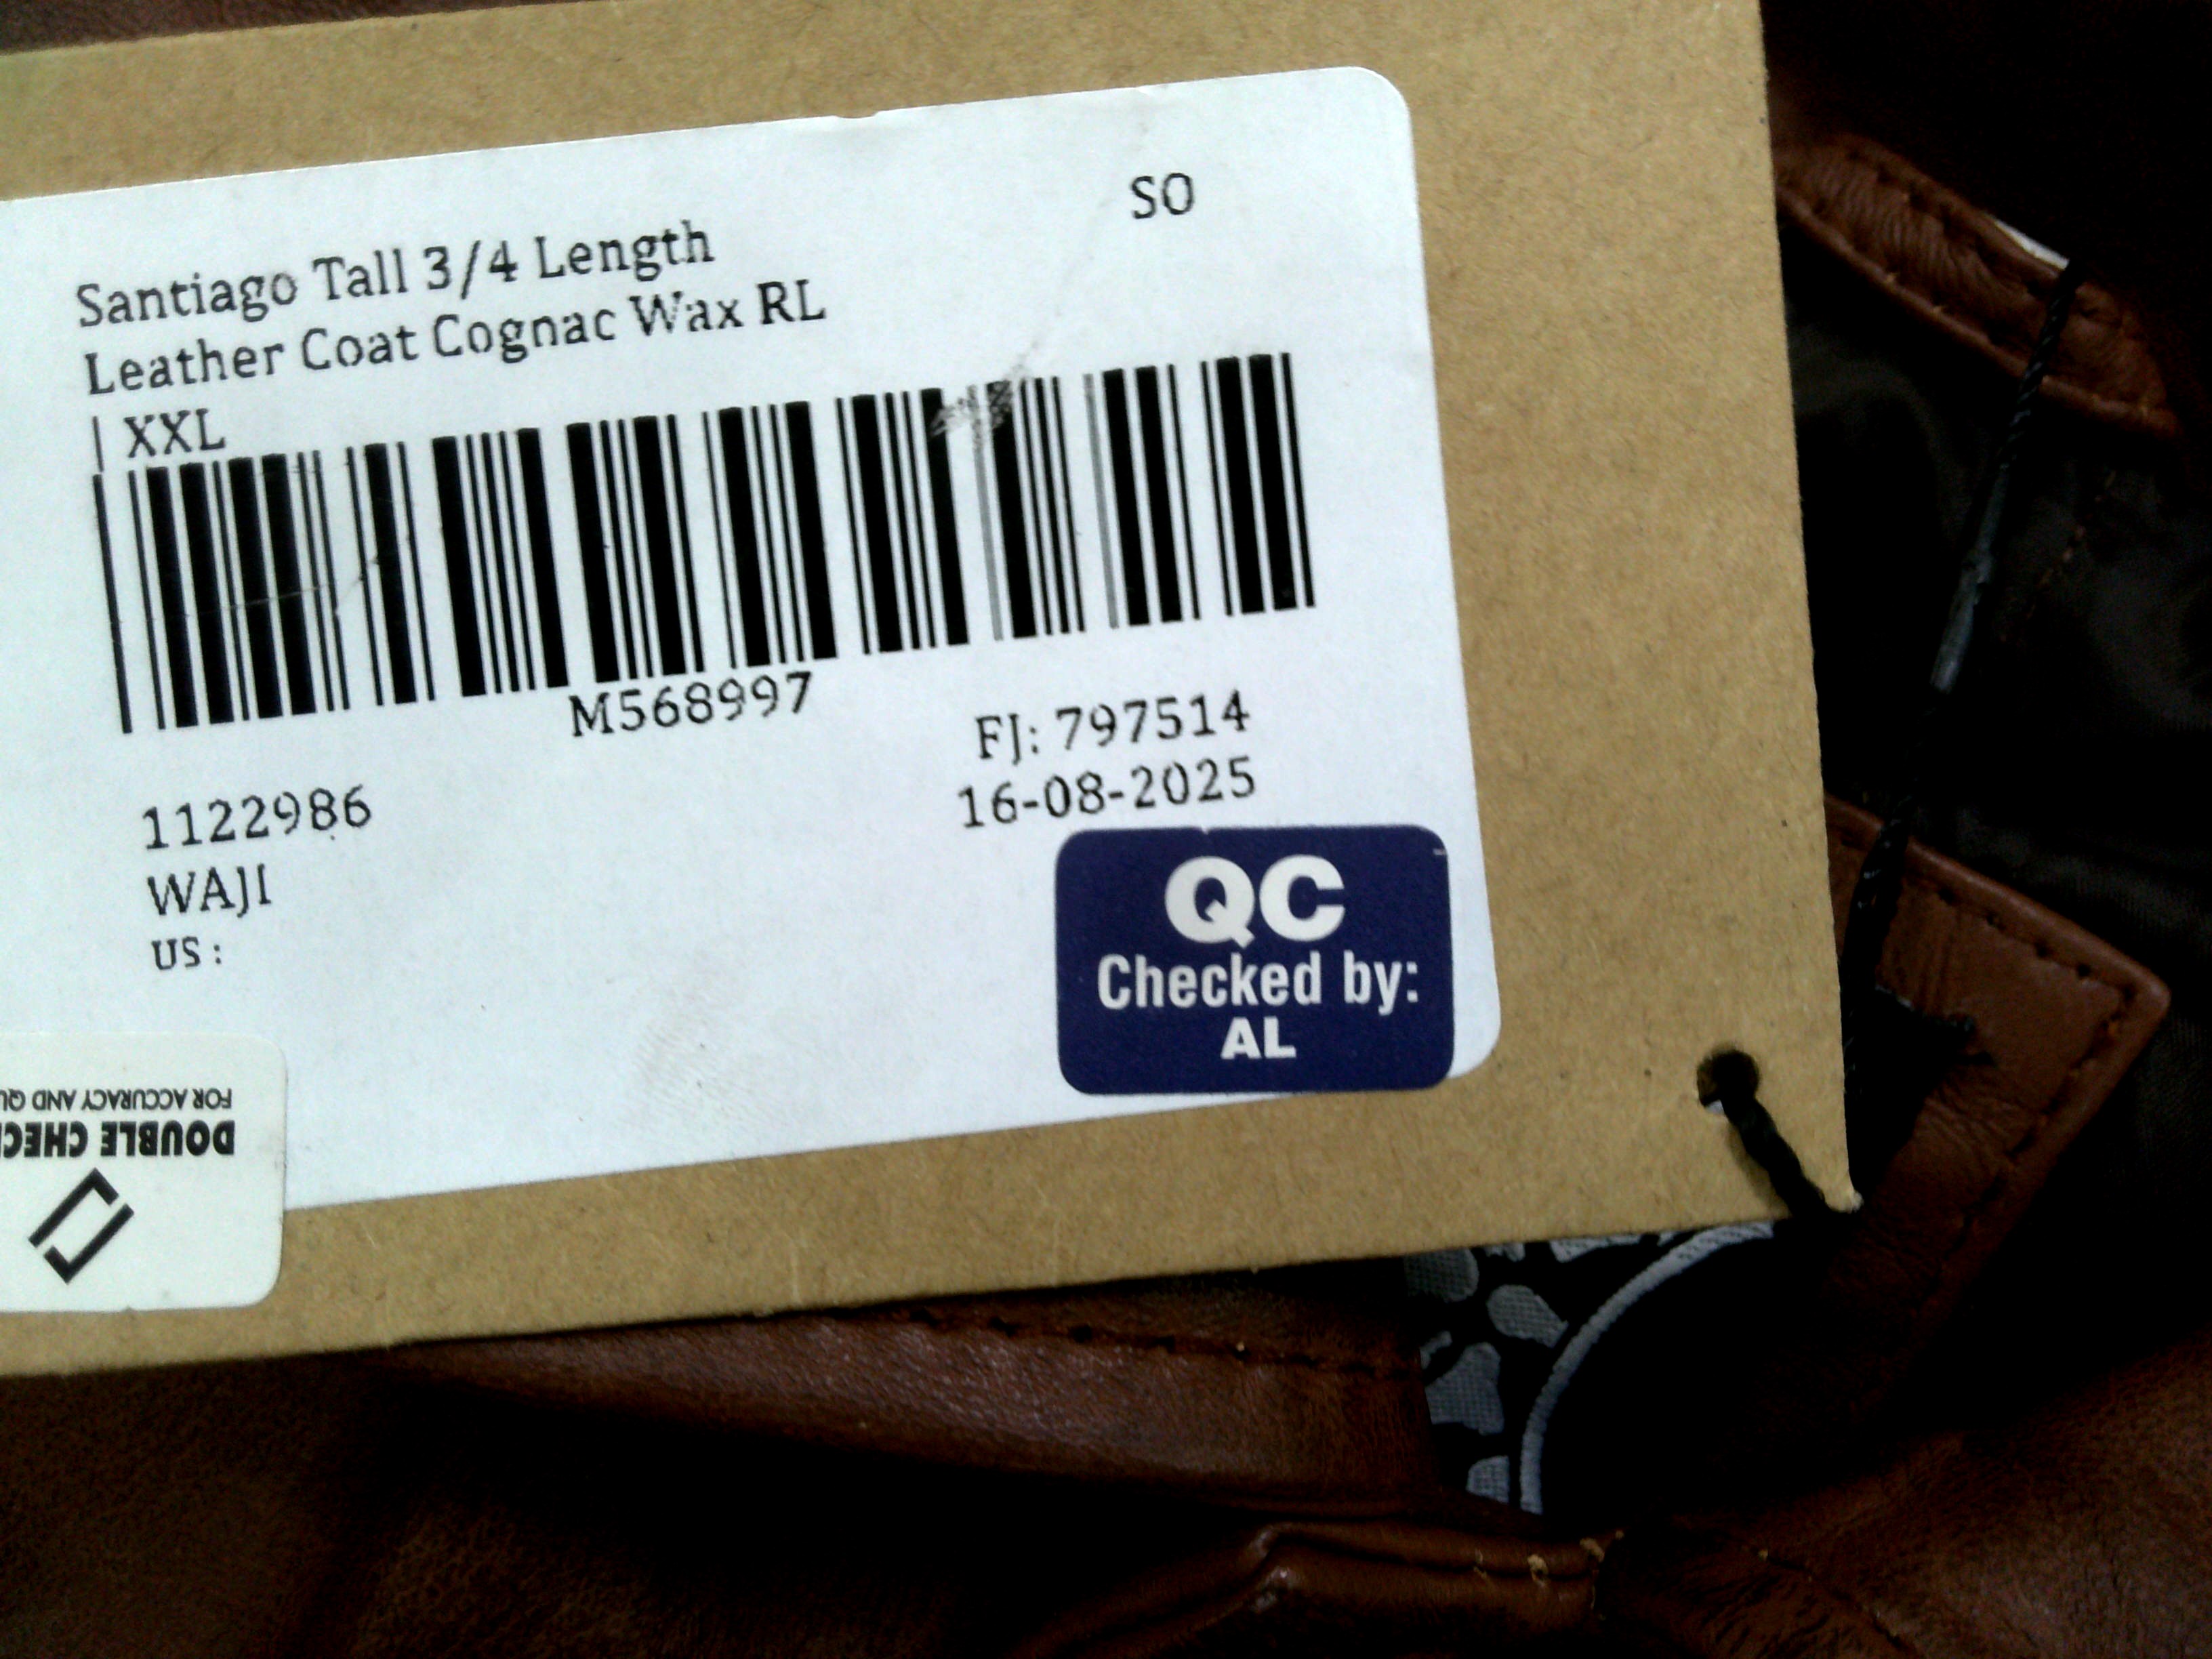 SO
Santiago Tall 3/4 Length
Leather Coat Cognac Wax RL
| XXL
M568997
FJ: 797514
16-08-2025
1122986
WAJI
US :
QC
Checked by:
AL
DOUBLE CHEC
FOR ACCURACY AND QU